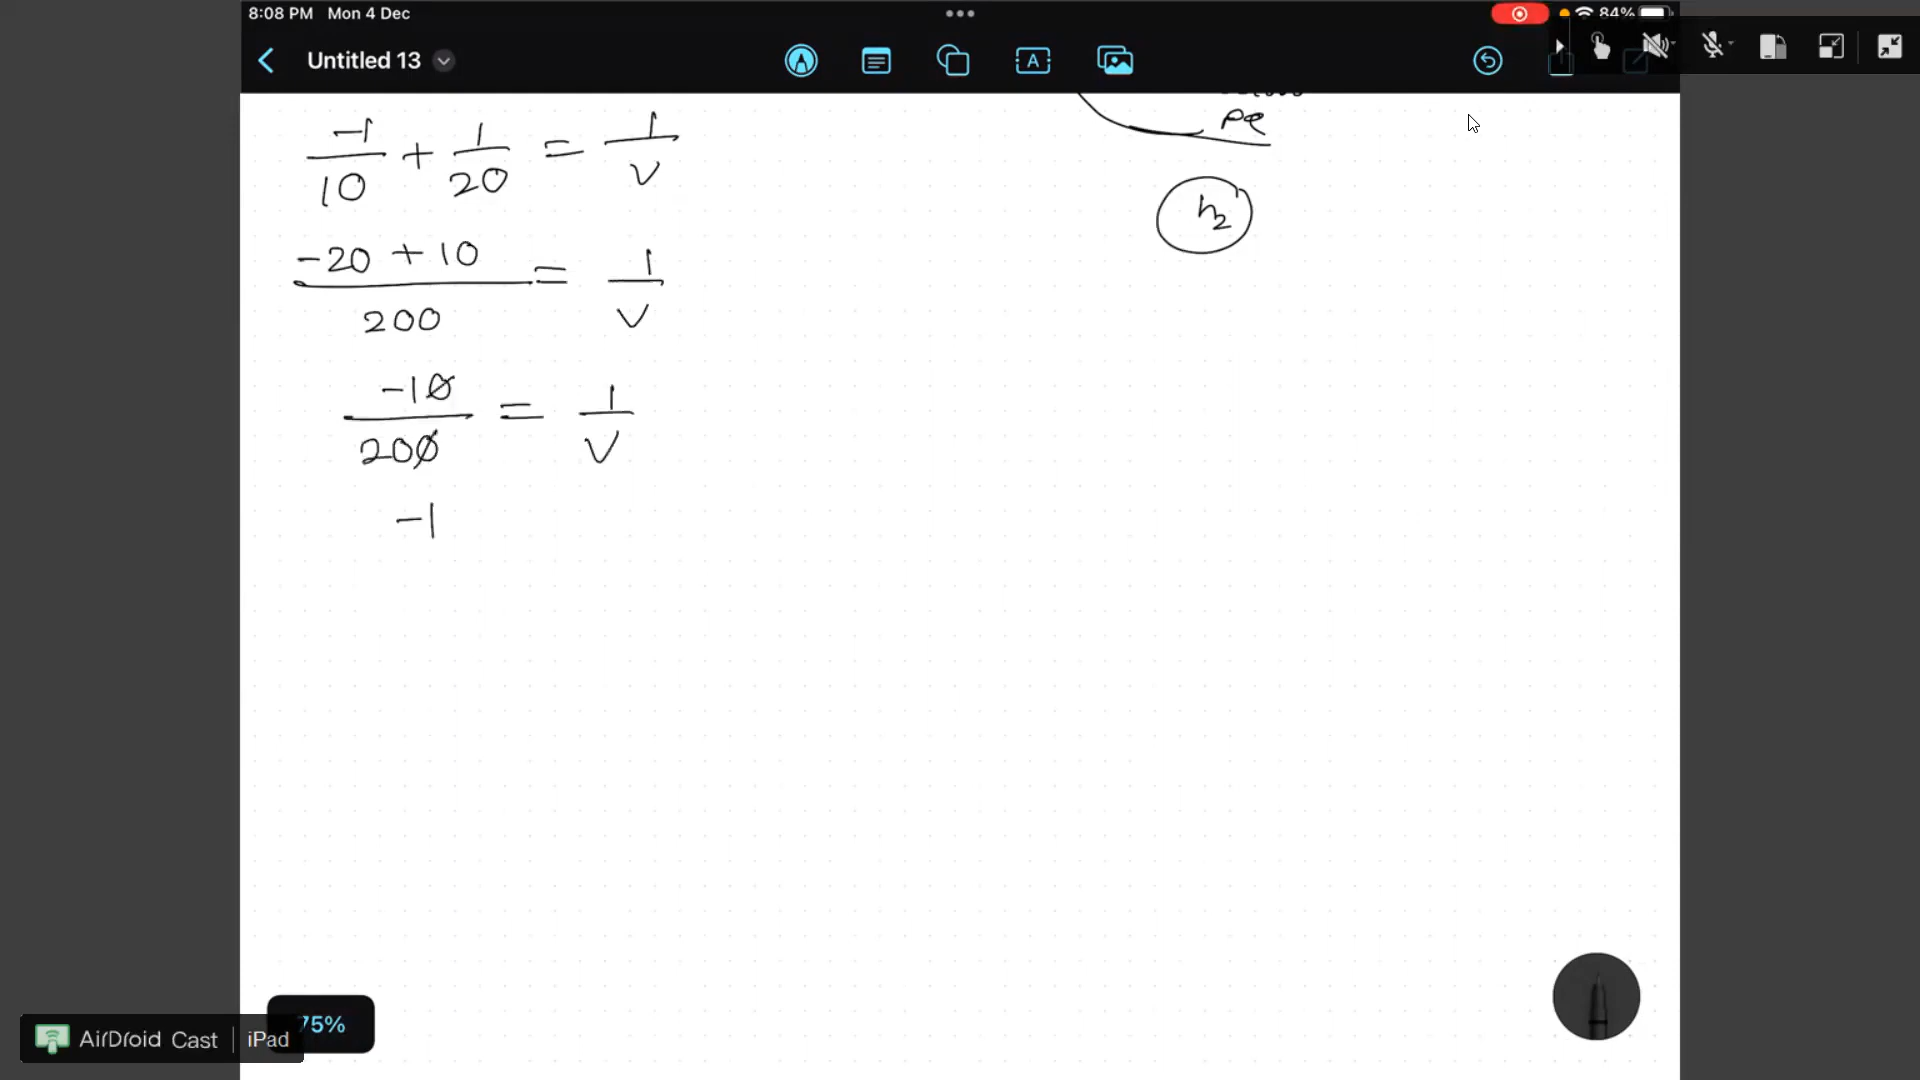 8:08 PM Mon 4 Dec
84%
Untitled 13
A
-1/10 + 1/20 = 1/v
(-20 + 10)/200 = 1/v
-10/200 = 1/v
-1
h2'
75%
AirDroid Cast | iPad